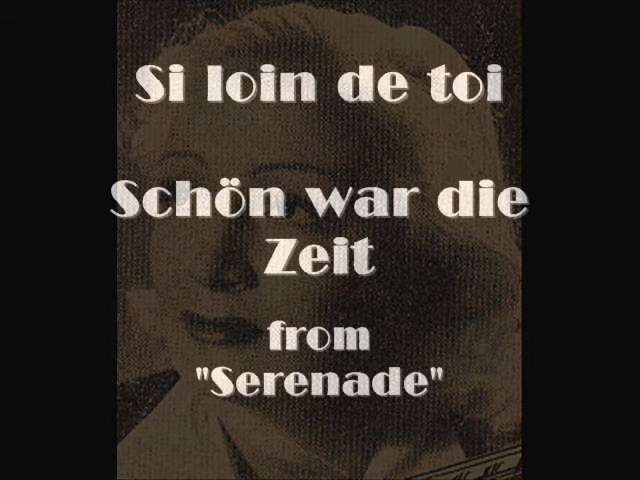 Si loin de toi
Schön war die
Zeit
from
"Serenade"